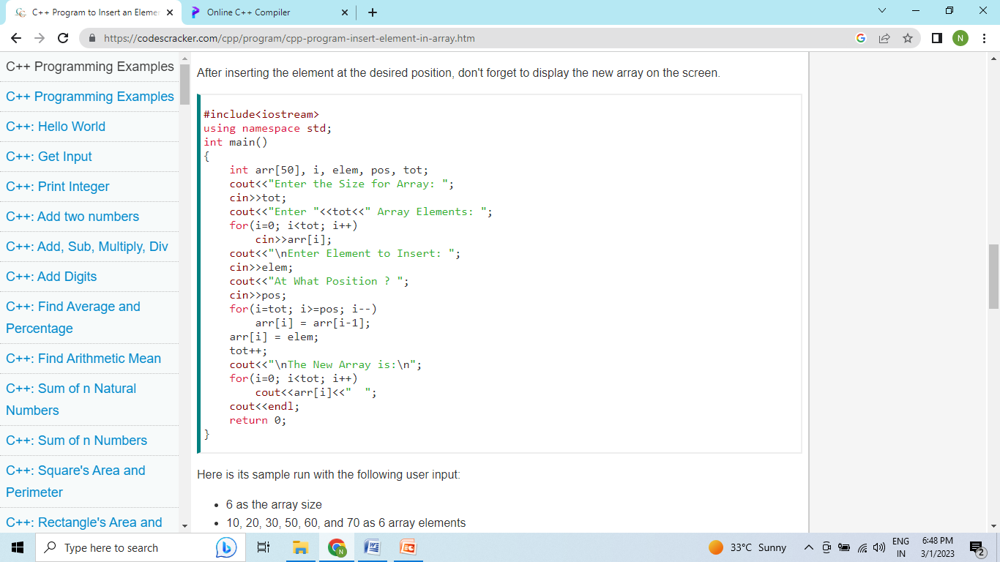 C++ Program to Insert an Elemen
Online C++ Compiler
https://codescracker.com/cpp/program/cpp-program-insert-element-in-array.htm
N
C++ Programming Examples
C++ Programming Examples
C++: Hello World
C++: Get Input
C++: Print Integer
C++: Add two numbers
C++: Add, Sub, Multiply, Div
C++: Add Digits
C++: Find Average and
Percentage
C++: Find Arithmetic Mean
C++: Sum of n Natural
Numbers
C++: Sum of n Numbers
C++: Square's Area and
Perimeter
C++: Rectangle's Area and
After inserting the element at the desired position, don't forget to display the new array on the screen.
#include<iostream>
using namespace std;
int main()
{
    int arr[50], i, elem, pos, tot;
    cout<<"Enter the Size for Array: ";
    cin>>tot;
    cout<<"Enter "<<tot<<" Array Elements: ";
    for(i=0; i<tot; i++)
        cin>>arr[i];
    cout<<"\nEnter Element to Insert: ";
    cin>>elem;
    cout<<"At What Position ? ";
    cin>>pos;
    for(i=tot; i>=pos; i--)
        arr[i] = arr[i-1];
    arr[i] = elem;
    tot++;
    cout<<"\nThe New Array is:\n";
    for(i=0; i<tot; i++)
        cout<<arr[i]<<"  ";
    cout<<endl;
    return 0;
}
Here is its sample run with the following user input:
• 6 as the array size
• 10, 20, 30, 50, 60, and 70 as 6 array elements
Type here to search
33°C Sunny
ENG
IN
6:48 PM
3/1/2023
2